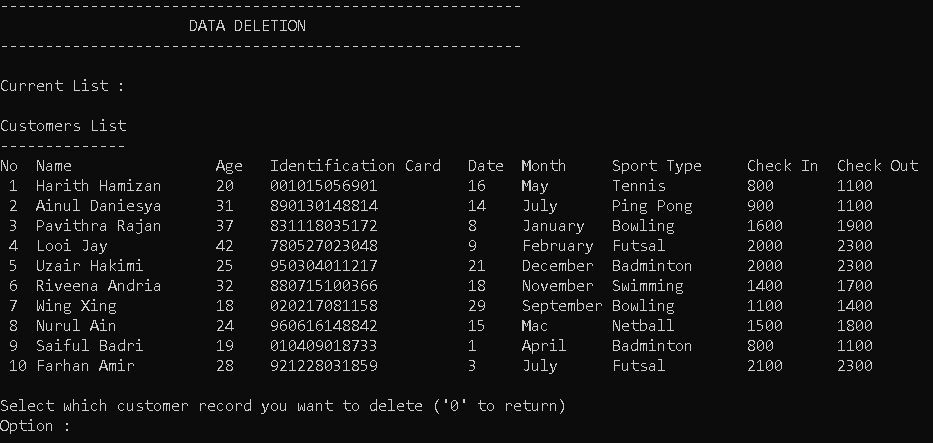 ----------------------------------------------------------
DATA DELETION
----------------------------------------------------------
Current List :
Customers List
--------------
No  Name                Age   Identification Card   Date  Month     Sport Type     Check In  Check Out
 1  Harith Hamizan      20    001015056901          16    May       Tennis         800       1100
 2  Ainul Daniesya      31    890130148814          14    July      Ping Pong      900       1100
 3  Pavithra Rajan      37    831118035172          8     January   Bowling        1600      1900
 4  Looi Jay            42    780527023048          9     February  Futsal         2000      2300
 5  Uzair Hakimi        25    950304011217          21    December  Badminton      2000      2300
 6  Riveena Andria      32    880715100366          18    November  Swimming       1400      1700
 7  Wing Xing           18    020217081158          29    September Bowling        1100      1400
 8  Nurul Ain           24    960616148842          15    Mac       Netball        1500      1800
 9  Saiful Badri        19    010409018733          1     April     Badminton      800       1100
 10 Farhan Amir         28    921228031859          3     July      Futsal         2100      2300
Select which customer record you want to delete ('0' to return)
Option :